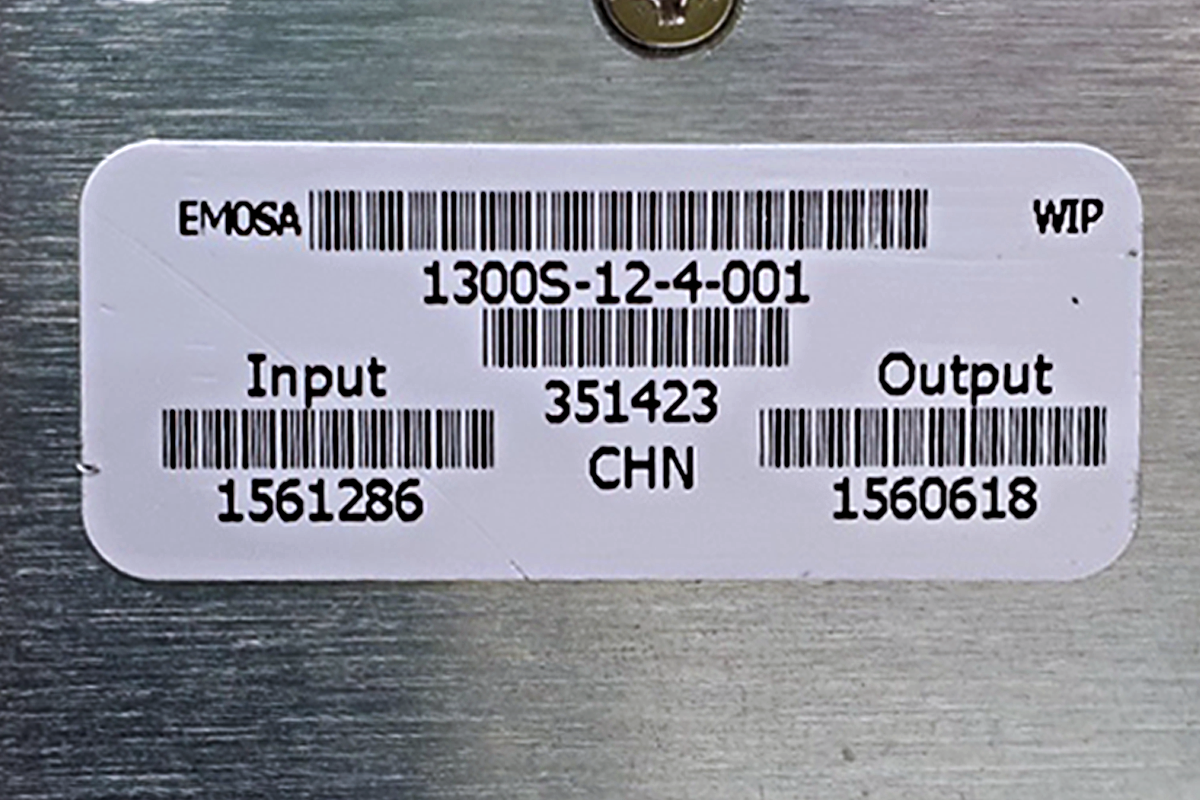 EMOSA WIP
1300S-12-4-001
Input
351423
Output
1561286
CHN
1560618